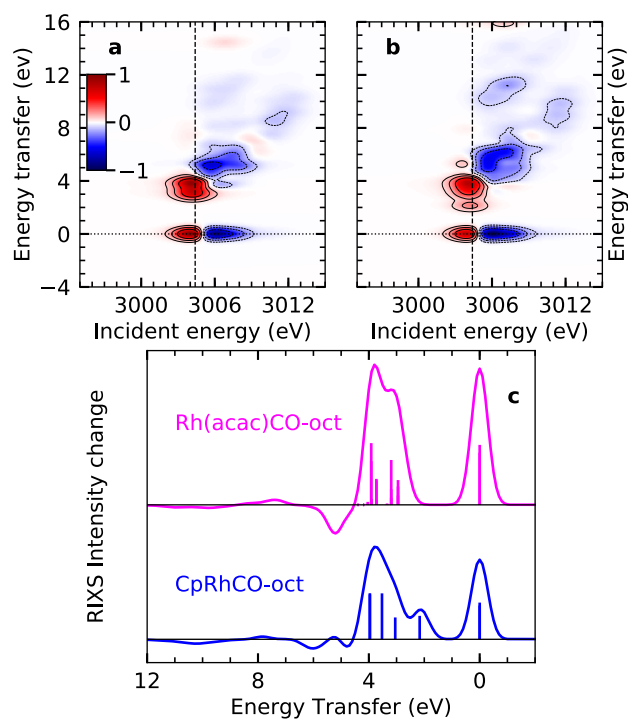 16
12
8
4
0
−4
Energy transfer (ev)
a
1
0
−1
3000
3006
3012
Incident energy (eV)
b
3000
3006
3012
Incident energy (eV)
Energy transfer (eV)
c
Rh(acac)CO-oct
CpRhCO-oct
RIXS Intensity change
12
8
4
0
Energy Transfer (eV)